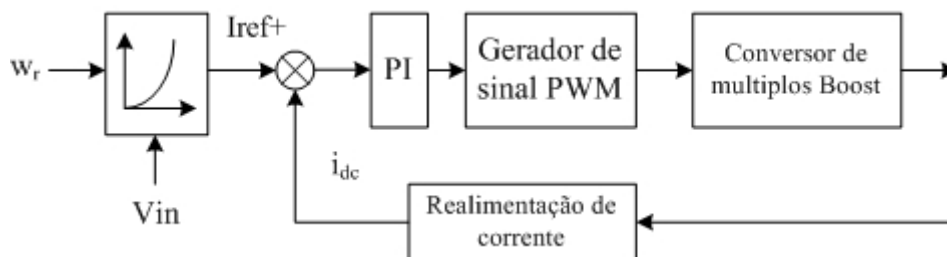 Iref+
w_r
PI
Gerador de
sinal PWM
Conversor de
multiplos Boost
i_dc
Vin
Realimentação de
corrente